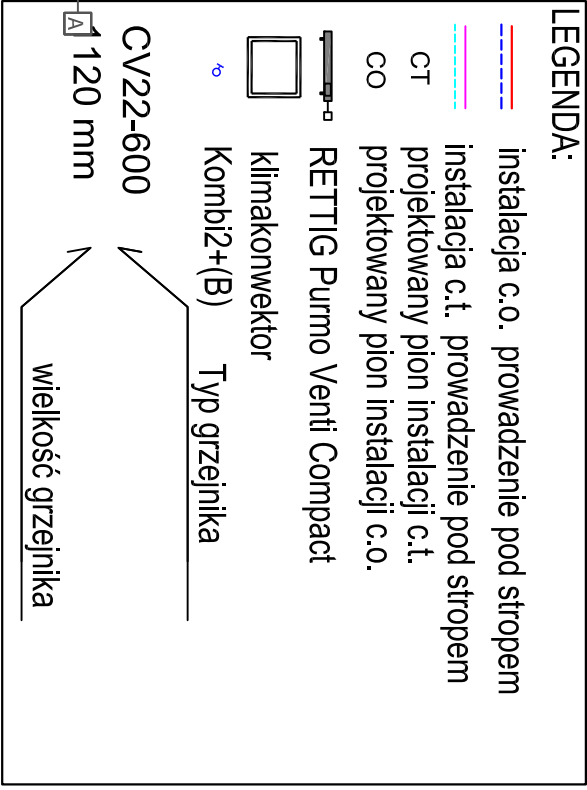 LEGENDA:
instalacja c.o. prowadzenie pod stropem
instalacja c.t. prowadzenie pod stropem
CT projektowany pion instalacji c.t.
CO projektowany pion instalacji c.o.
RETTIG Purmo Venti Compact
klimakonwektor
Kombi2+(B)
Typ grzejnika
CV22-600
1120 mm
wielkość grzejnika
A